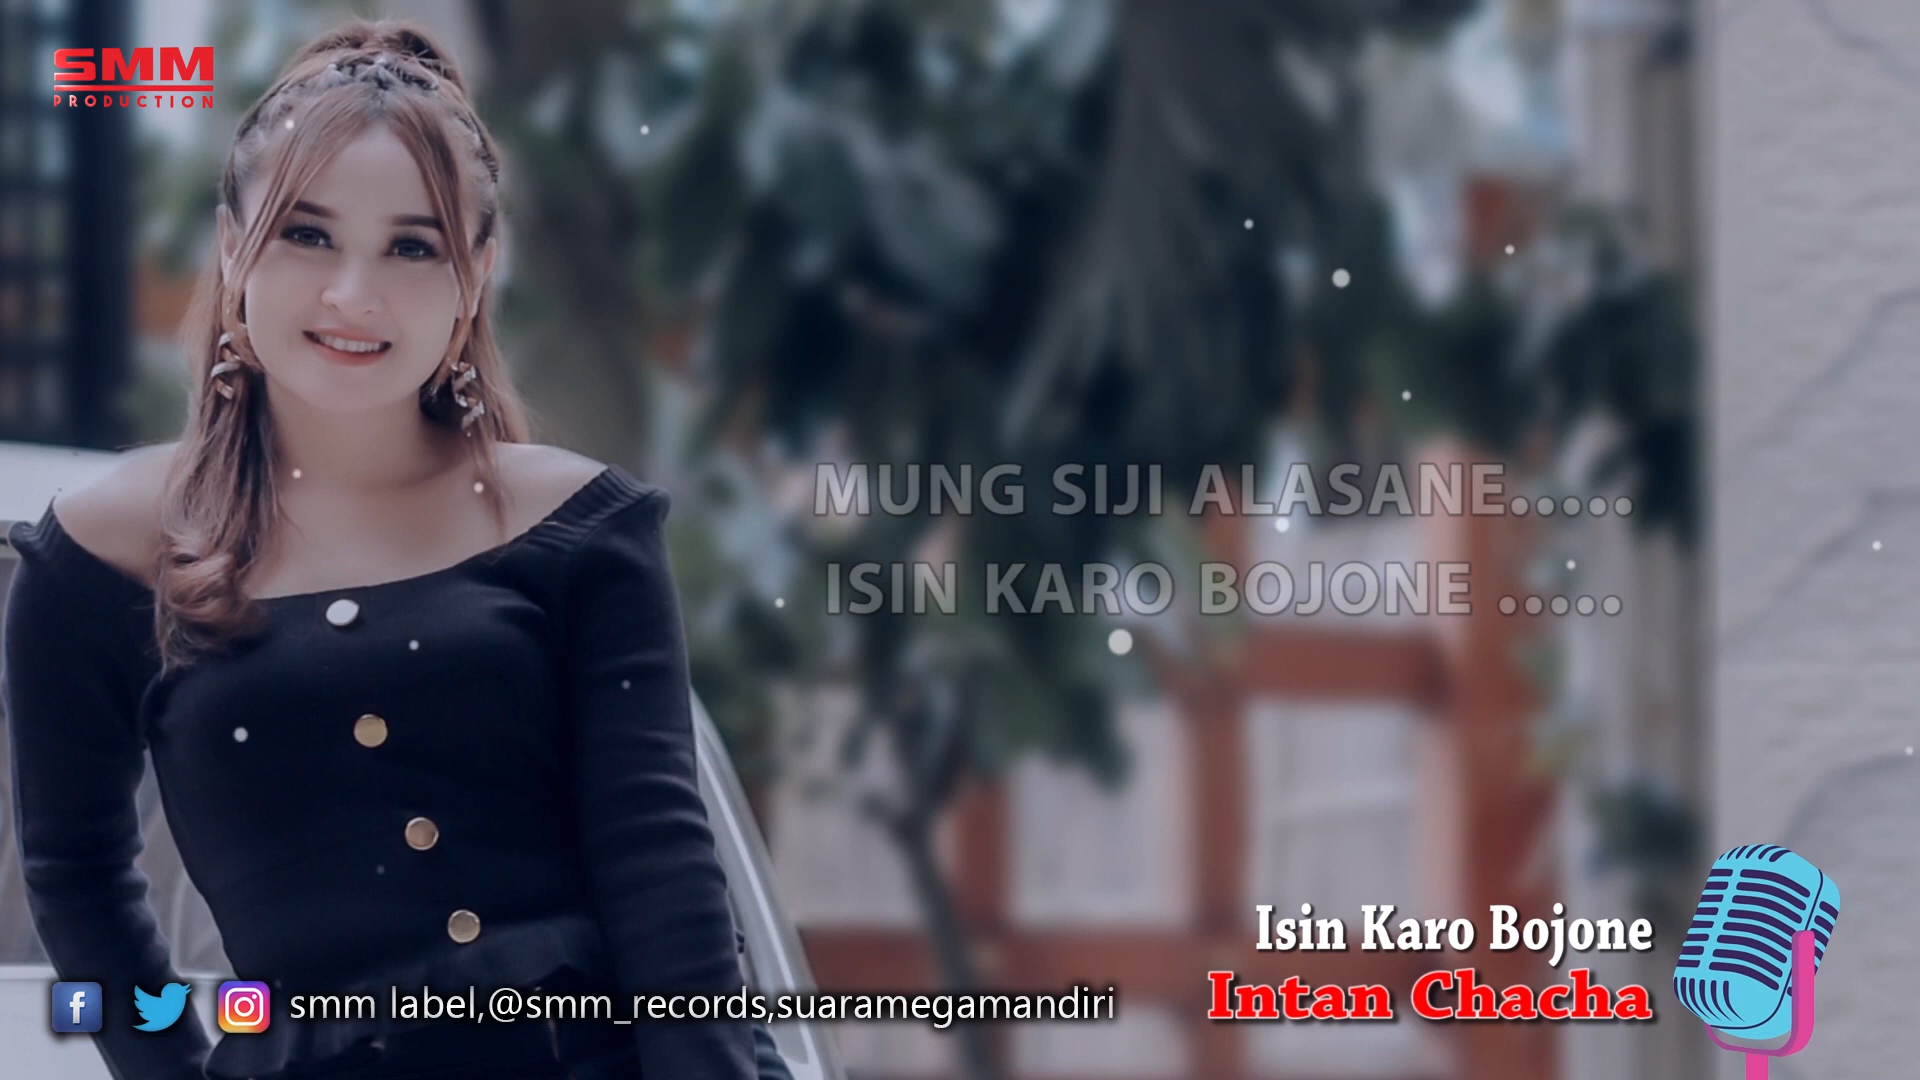 SMM
PRODUCTION
MUNG SIJI ALASANE.....
ISIN KARO BOJONE .....
Isin Karo Bojone
Intan Chacha
f smm label,@smm_records,suaramegamandiri